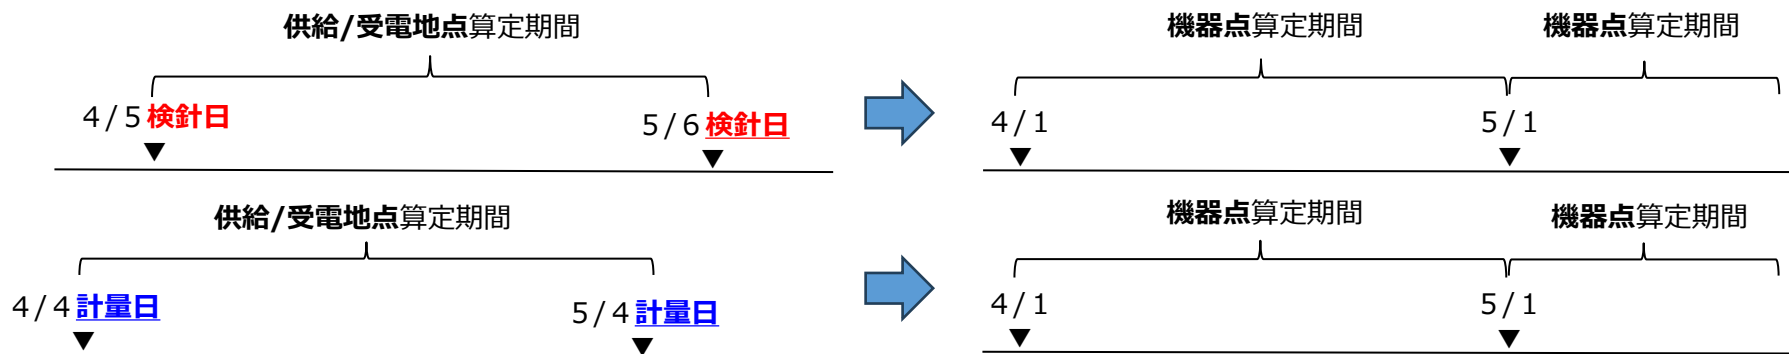 供給/受電地点算定期間
4/5検針日
5/6検針日
機器点算定期間
機器点算定期間
4/1
5/1
供給/受電地点算定期間
4/4計量日
5/4計量日
機器点算定期間
機器点算定期間
4/1
5/1